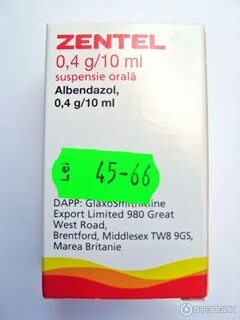 ZENTEL
0,4 g/10 ml
suspensie orală
Albendazol,
0,4 g/10 ml
Lei
45-66
DAPP: GlaxoSmithKline
Export Limited 980 Great
West Road,
Brentford, Middlesex TW8 9GS,
Marea Britanie
ОТЗОВИК